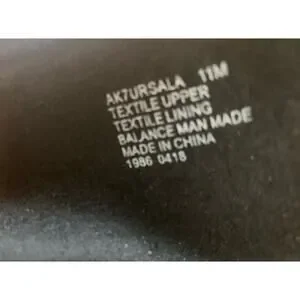 AK7URSALA 11M
TEXTILE UPPER
TEXTILE LINING
BALANCE MAN MADE
MADE IN CHINA
1986 0418